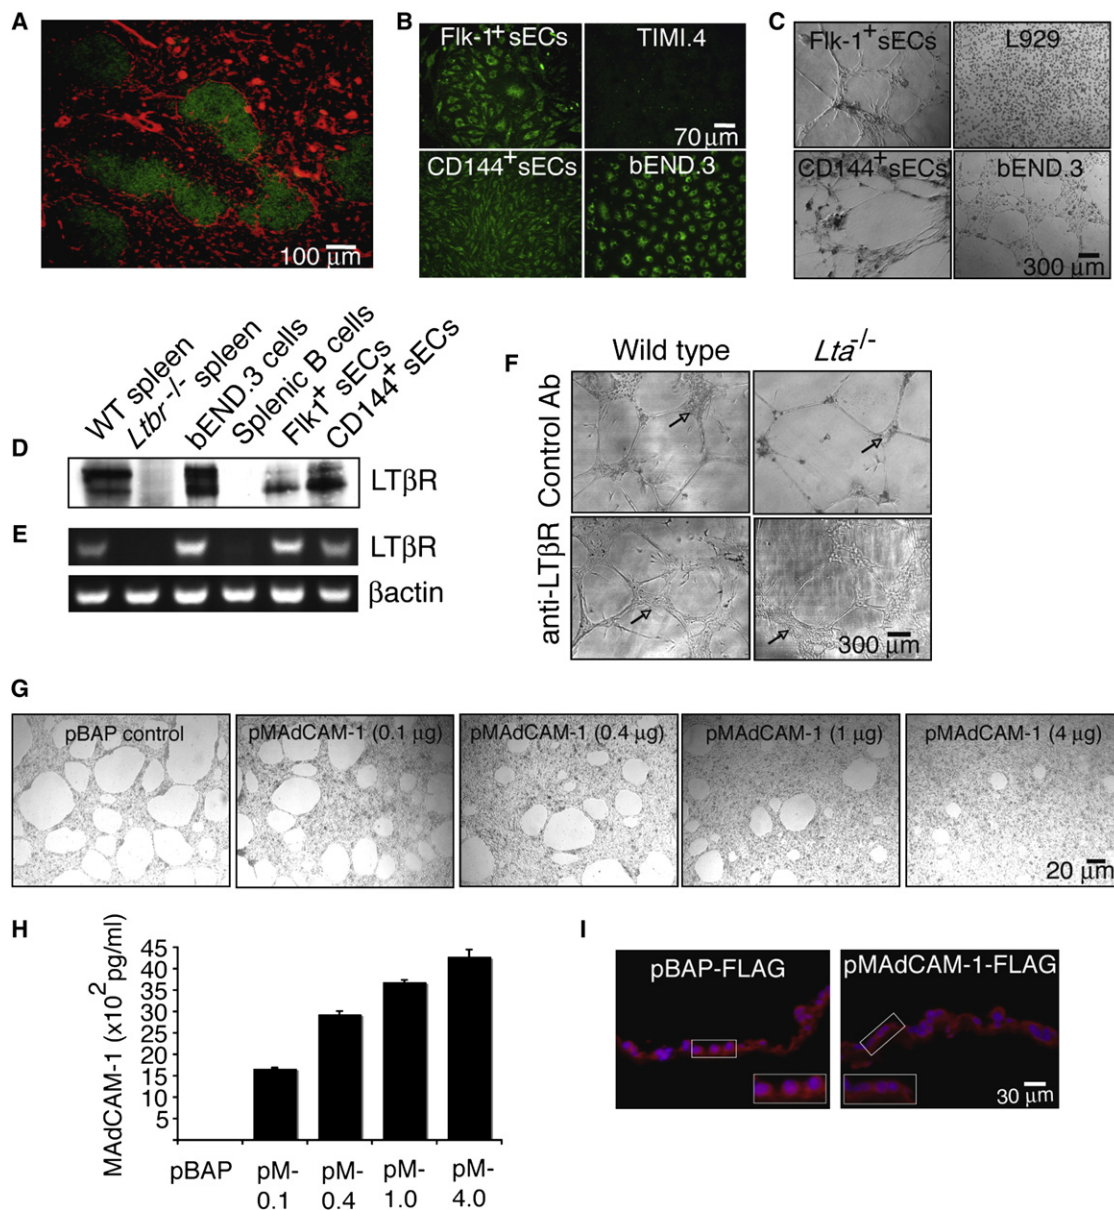 A
100 μm
B
Flk-1⁺ sECs
TIMI.4
70 μm
CD144⁺ sECs
bEND.3
C
Flk-1⁺ sECs
L929
CD144⁺ sECs
bEND.3
300 μm
WT spleen
Ltbr -/- spleen
bEND.3 cells
Splenic B cells
Flk1⁺ sECs
CD144⁺ sECs
D
LTβR
E
LTβR
βactin
F
Wild type
Lta⁻/⁻
Control Ab
anti-LTβR
300 μm
G
pBAP control
pMAdCAM-1 (0.1 μg)
pMAdCAM-1 (0.4 μg)
pMAdCAM-1 (1 μg)
pMAdCAM-1 (4 μg)
20 μm
H
MAdCAM-1 (x10² pg/ml)
45
40
35
30
25
20
15
10
5
pBAP
pM-0.1
pM-0.4
pM-1.0
pM-4.0
I
pBAP-FLAG
pMAdCAM-1-FLAG
30 μm